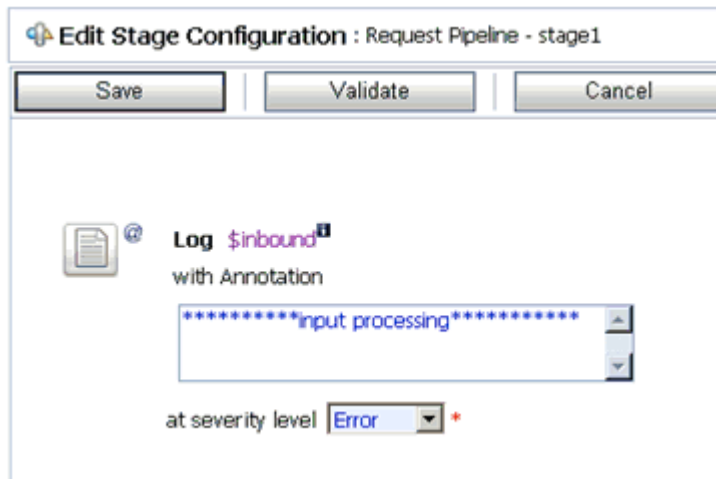 Edit Stage Configuration : Request Pipeline - stage1
Save Validate Cancel
@ Log $inbound
with Annotation
**********input processing***********
at severity level Error *